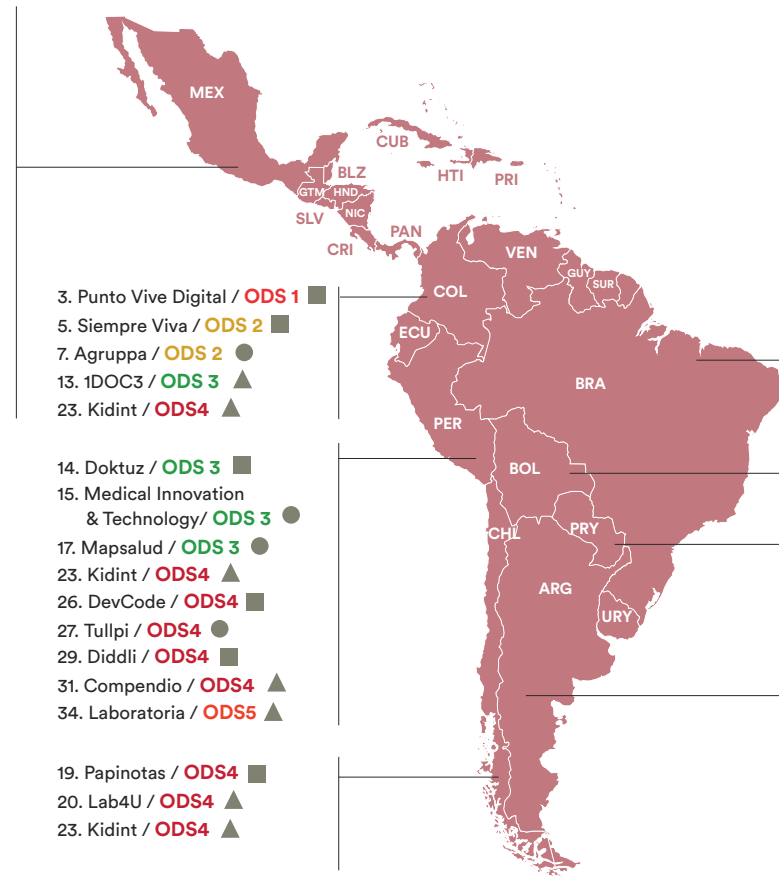 MEX
CUB
BLZ
HTI
PRI
GTM
HND
SLV
NIC
PAN
CRI
VEN
GUY
SUR
COL
ECU
BRA
PER
BOL
PRY
CHL
ARG
URY
3. Punto Vive Digital / ODS 1
5. Siempre Viva / ODS 2
7. Agruppa / ODS 2
13. 1DOC3 / ODS 3
23. Kidint / ODS4
14. Doktuz / ODS 3
15. Medical Innovation
& Technology/ ODS 3
17. Mapsalud / ODS 3
23. Kidint / ODS4
26. DevCode / ODS4
27. Tullpi / ODS4
29. Diddli / ODS4
31. Compendio / ODS4
34. Laboratoria / ODS5
19. Papinotas / ODS4
20. Lab4U / ODS4
23. Kidint / ODS4